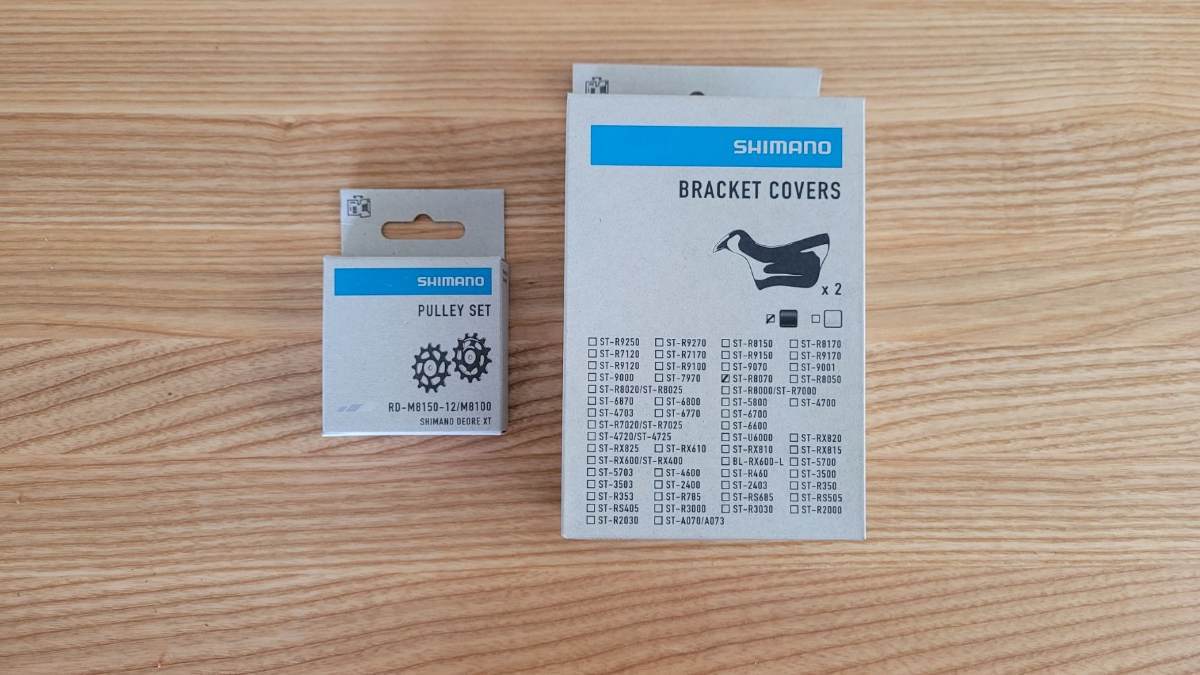 SHIMANO
PULLEY SET
RD-M8150-12/M8100
SHIMANO DEORE XT
SHIMANO
BRACKET COVERS
x 2
ST-R9250 ST-R9270 ST-R8150 ST-R8170
ST-R7120 ST-R7170 ST-R9150 ST-R9170
ST-R9120 ST-R9100 ST-9070 ST-9001
ST-9000 ST-7970 ST-R8070 ST-R8050
ST-R8020/ST-R8025 ST-R8000/ST-R7000
ST-6870 ST-6800 ST-5800 ST-4700
ST-4703 ST-6770 ST-6700
ST-R7020/ST-R7025 ST-6600
ST-4720/ST-4725 ST-U6000 ST-RX820
ST-RX825 ST-RX610 ST-RX810 ST-RX815
ST-RX600/ST-RX400 BL-RX600-L ST-5700
ST-5703 ST-4600 ST-R460 ST-3500
ST-3503 ST-2400 ST-2403 ST-R350
ST-R353 ST-R785 ST-RS685 ST-RS505
ST-RS405 ST-R3000 ST-R3030 ST-R2000
ST-R2030 ST-A070/A073